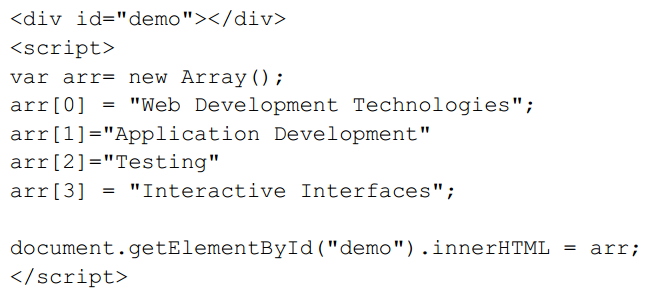 <div id="demo"></div>
<script>
var arr= new Array();
arr[0] = "Web Development Technologies";
arr[1]="Application Development"
arr[2]="Testing"
arr[3] = "Interactive Interfaces";
document.getElementById("demo").innerHTML = arr;
</script>